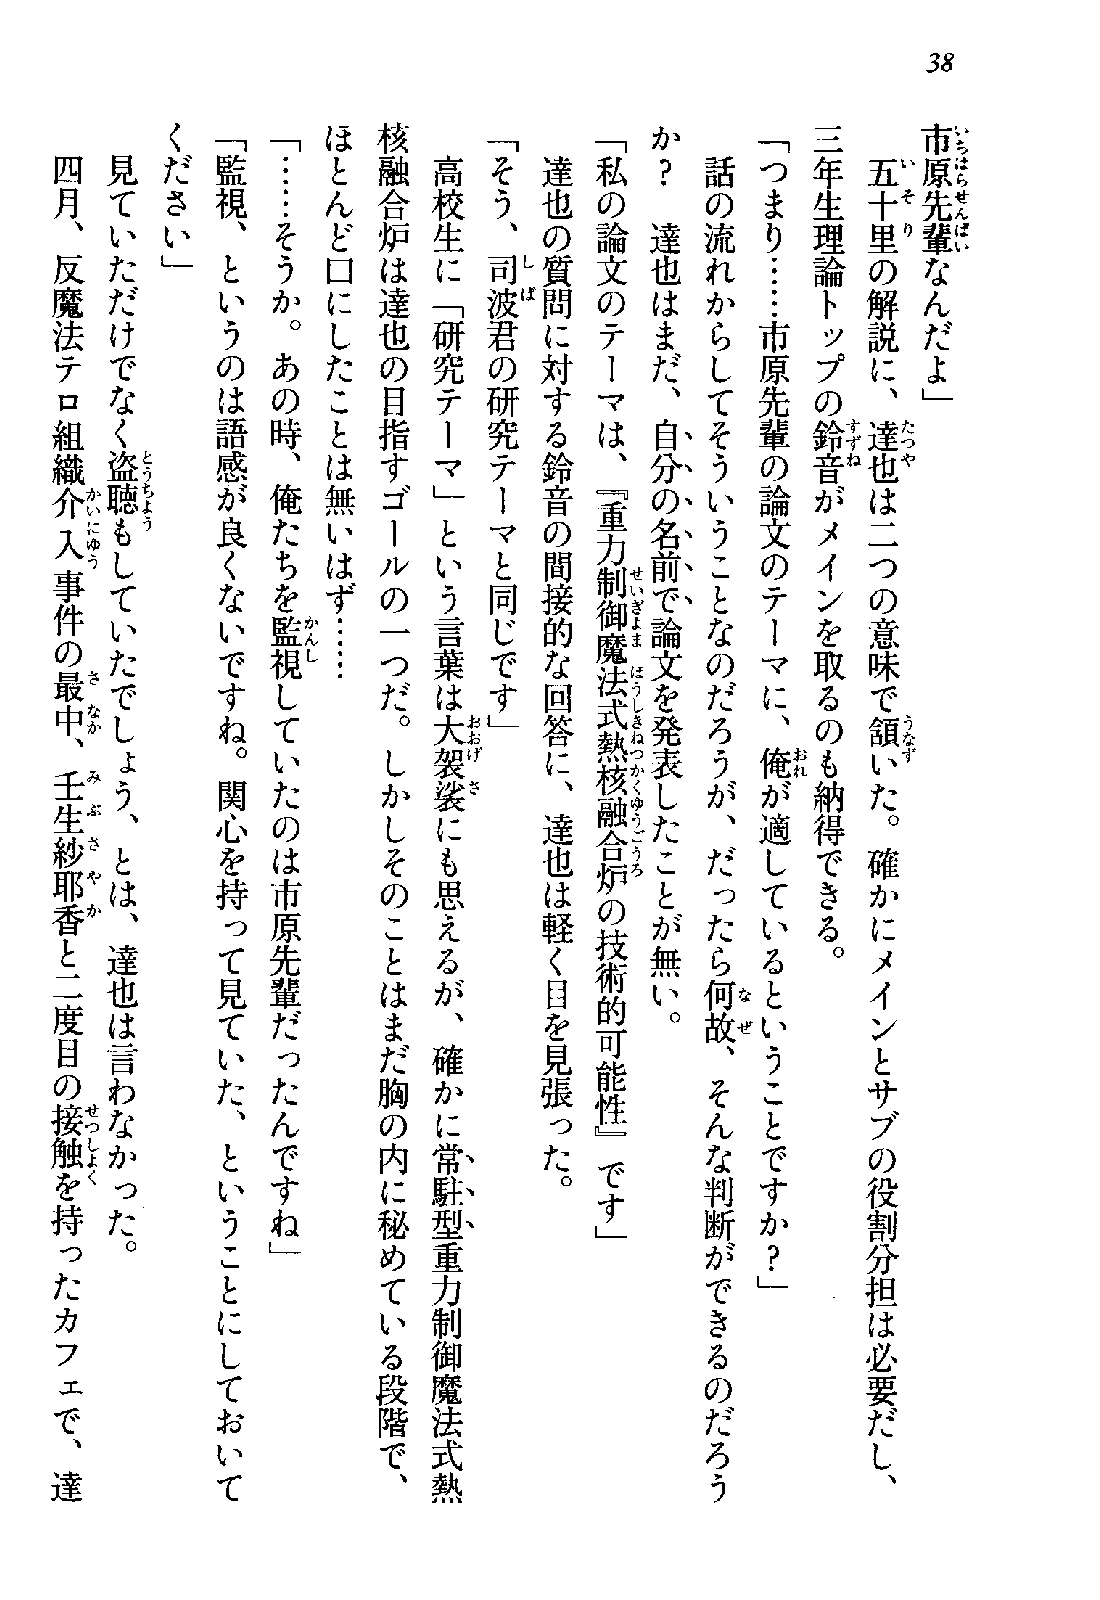 38
市原先輩なんだよ」
　五十里の解説に、達也は二つの意味で頷いた。確かにメインとサブの役割分担は必要だし、
三年生理論トップの鈴音がメインを取るのも納得できる。
「つまり……市原先輩の論文のテーマに、俺が適しているということですか？」
　話の流れからしてそういうことなのだろうが、だったら何故、そんな判断ができるのだろう
か？　達也はまだ、自分の名前で論文を発表したことが無い。
「私の論文のテーマは、『重力制御魔法式熱核融合炉の技術的可能性』です」
　達也の質問に対する鈴音の間接的な回答に、達也は軽く目を見張った。
「そう、司波君の研究テーマと同じです」
　高校生に「研究テーマ」という言葉は大袈裟にも思えるが、確かに常駐型重力制御魔法式熱
核融合炉は達也の目指すゴールの一つだ。しかしそのことはまだ胸の内に秘めている段階で、
ほとんど口にしたことは無いはず……
「……そうか。あの時、俺たちを監視していたのは市原先輩だったんですね」
「監視、というのは語感が良くないですね。関心を持って見ていた、ということにしておいて
ください」
　見ていただけでなく盗聴もしていたでしょう、とは、達也は言わなかった。
　四月、反魔法テロ組織介入事件の最中、壬生紗耶香と二度目の接触を持ったカフェで、達